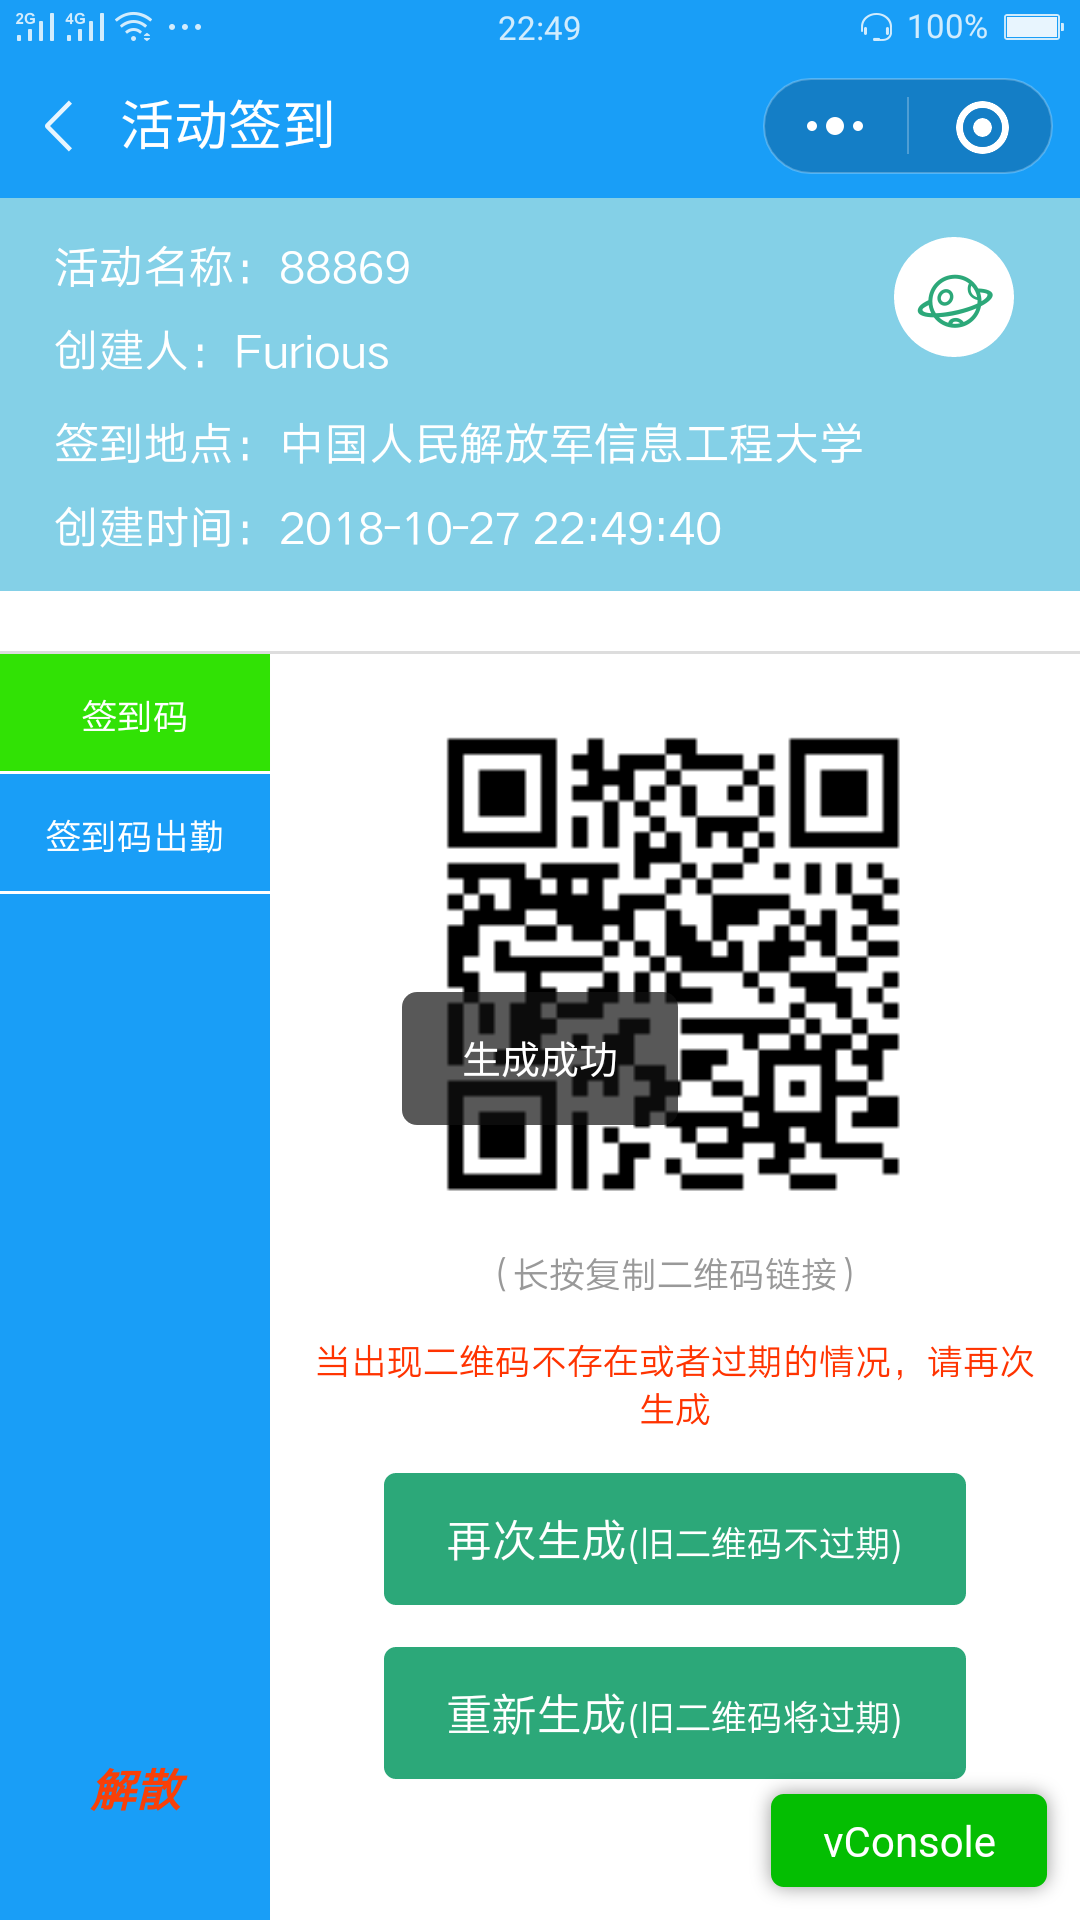 2G 4G 22:49 100%
活动签到
活动名称：88869
创建人：Furious
签到地点：中国人民解放军信息工程大学
创建时间：2018-10-27 22:49:40
签到码
签到码出勤
生成成功
（长按复制二维码链接）
当出现二维码不存在或者过期的情况，请再次
生成
再次生成(旧二维码不过期)
重新生成(旧二维码将过期)
解散
vConsole